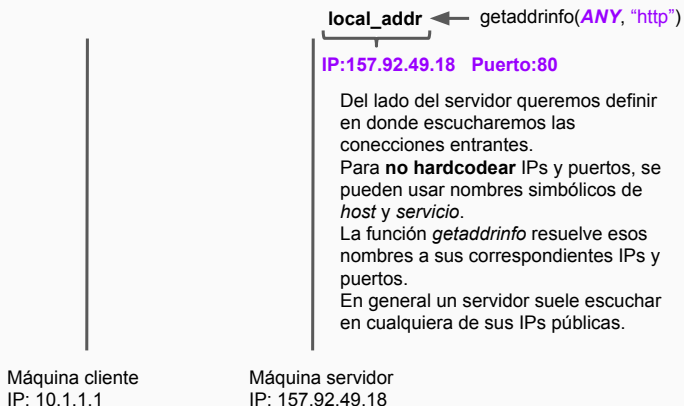 local_addr getaddrinfo(ANY, “http”)
IP:157.92.49.18 Puerto:80
Del lado del servidor queremos definir
en donde escucharemos las
conecciones entrantes.
Para no hardcodear IPs y puertos, se
pueden usar nombres simbólicos de
host y servicio.
La función getaddrinfo resuelve esos
nombres a sus correspondientes IPs y
puertos.
En general un servidor suele escuchar
en cualquiera de sus IPs públicas.
Máquina cliente
IP: 10.1.1.1
Máquina servidor
IP: 157.92.49.18